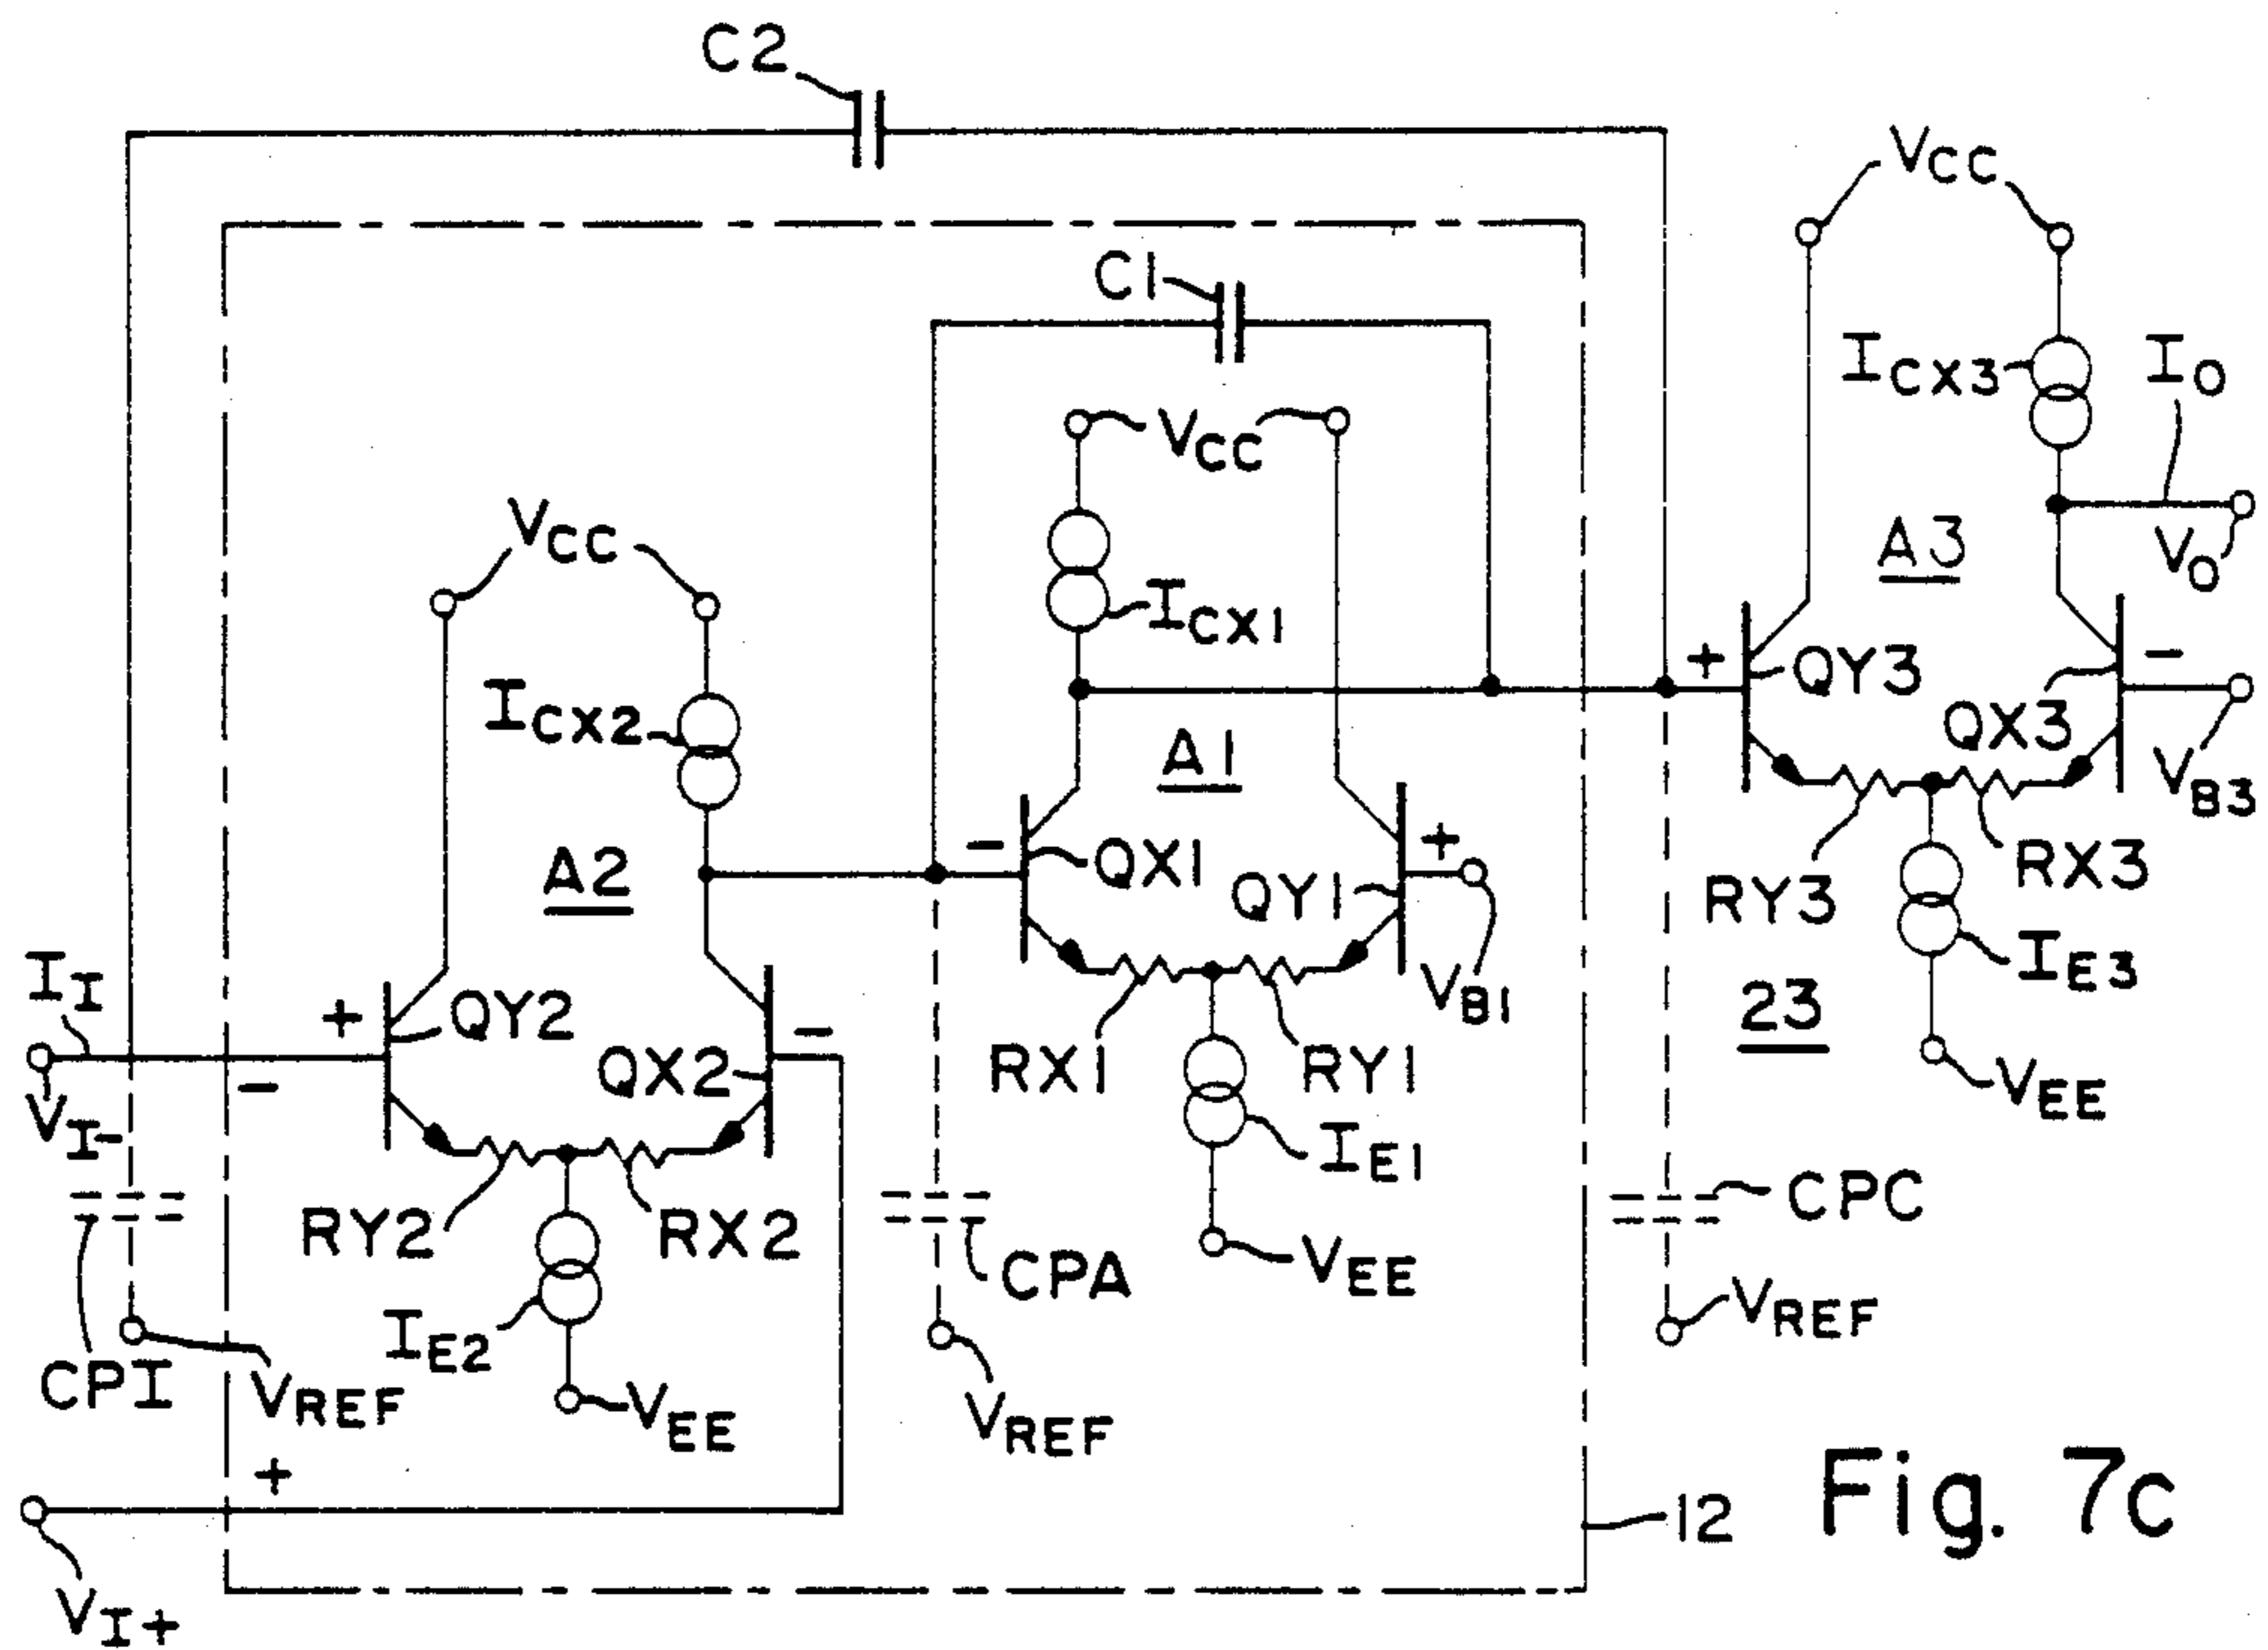 C2
VCC
C1
ICX3
IO
VCC
VCC
A3
VO
ICX1
ICX2
+
QY3
-
QX3
A1
VB3
A2
-
QX1
+
QY1
RY3
RX3
II
+
QY2
-
VB1
IE3
QX2
23
-
RX1
RY1
VI-
VEE
IE1
RY2
RX2
CPC
CPA
VEE
IE2
VREF
CPI
VREF
VEE
VREF
+
12
Fig. 7c
VI+